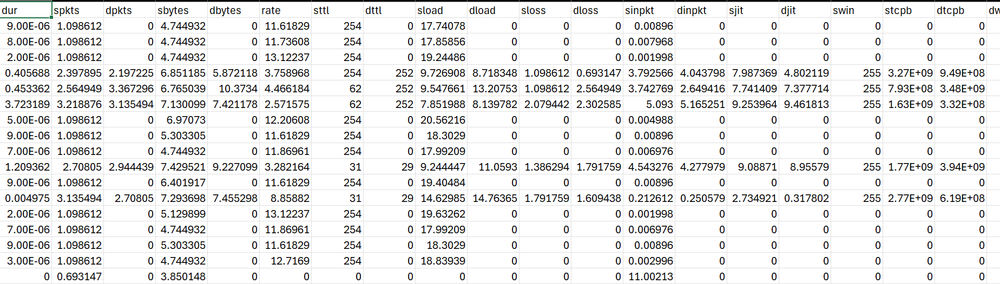 dur spkts dpkts sbytes dbytes rate sttl dttl sload dload sloss dloss sinpkt dinpkt sjit djit swin stcpb dtcpb dw
9.00E-06 1.098612 0 4.744932 0 11.61829 254 0 17.74078 0 0 0 0.00896 0 0 0 0 0 0
8.00E-06 1.098612 0 4.744932 0 11.73608 254 0 17.85856 0 0 0 0.007968 0 0 0 0 0 0
2.00E-06 1.098612 0 4.744932 0 13.12237 254 0 19.24486 0 0 0 0.001998 0 0 0 0 0 0
0.405688 2.397895 2.197225 6.851185 5.872118 3.758968 254 252 9.726908 8.718348 1.098612 0.693147 3.792566 4.043798 7.987369 4.802119 255 3.27E+09 9.49E+08
0.453362 2.564949 3.367296 6.765039 10.3734 4.466184 62 252 9.547661 13.20753 1.098612 2.564949 3.742769 2.649416 7.741409 7.377714 255 7.93E+08 3.48E+09
3.723189 3.218876 3.135494 7.130099 7.421178 2.571575 62 252 7.851988 8.139782 2.079442 2.302585 5.093 5.165251 9.253964 9.461813 255 1.63E+09 3.32E+08
5.00E-06 1.098612 0 6.97073 0 12.20608 254 0 20.56216 0 0 0 0.004988 0 0 0 0 0 0
9.00E-06 1.098612 0 5.303305 0 11.61829 254 0 18.3029 0 0 0 0.00896 0 0 0 0 0 0
7.00E-06 1.098612 0 4.744932 0 11.86961 254 0 17.99209 0 0 0 0.006976 0 0 0 0 0 0
1.209362 2.70805 2.944439 7.429521 9.227099 3.282164 31 29 9.244447 11.0593 1.386294 1.791759 4.543276 4.277979 9.08871 8.95579 255 1.77E+09 3.94E+09
9.00E-06 1.098612 0 6.401917 0 11.61829 254 0 19.40484 0 0 0 0.00896 0 0 0 0 0 0
0.004975 3.135494 2.70805 7.293698 7.455298 8.85882 31 29 14.62985 14.76365 1.791759 1.609438 0.212612 0.250579 2.734921 0.317802 255 2.77E+09 6.19E+08
2.00E-06 1.098612 0 5.129899 0 13.12237 254 0 19.63262 0 0 0 0.001998 0 0 0 0 0 0
7.00E-06 1.098612 0 4.744932 0 11.86961 254 0 17.99209 0 0 0 0.006976 0 0 0 0 0 0
9.00E-06 1.098612 0 5.303305 0 11.61829 254 0 18.3029 0 0 0 0.00896 0 0 0 0 0 0
3.00E-06 1.098612 0 4.744932 0 12.7169 254 0 18.83939 0 0 0 0.002996 0 0 0 0 0 0
0 0.693147 0 3.850148 0 0 0 0 0 0 0 0 11.00213 0 0 0 0 0 0